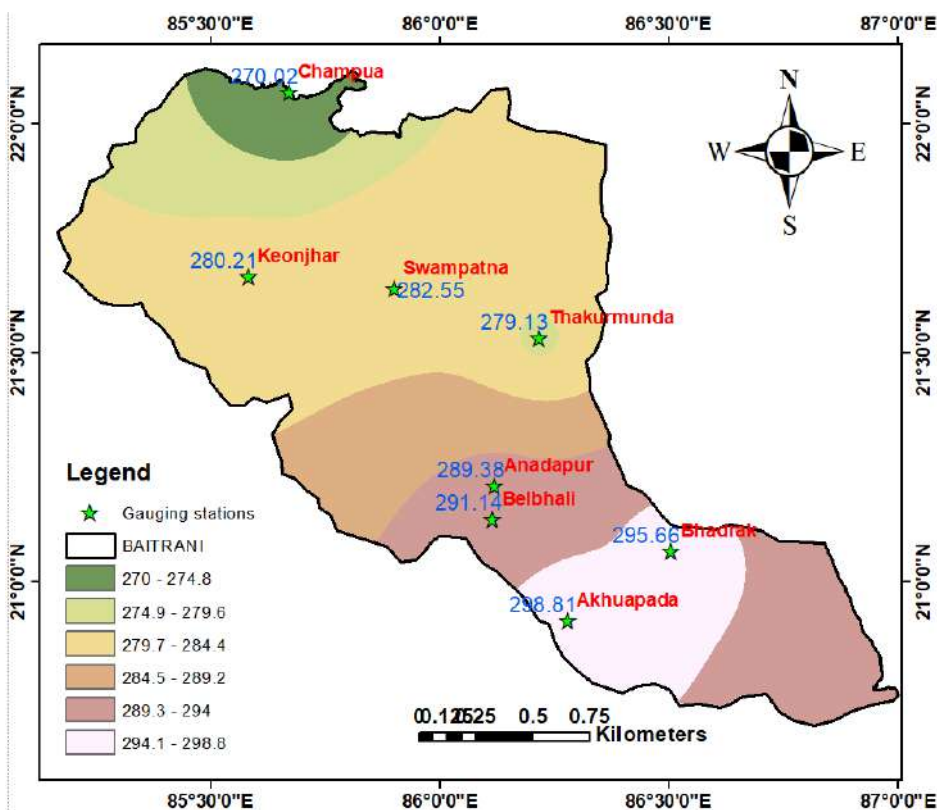 85°30'0"E 86°0'0"E 86°30'0"E 87°0'0"E
22°0'0"N 22°0'0"N
21°30'0"N 21°30'0"N
21°0'0"N 21°0'0"N
N
W E
S
270.02 Champua
280.21 Keonjhar
Swampatna
282.55
279.13 Thakurmunda
289.38 Anadapur
291.14 Belbhali
295.66 Bhadrak
298.81 Akhuapada
Legend
Gauging stations
BAITRANI
270 - 274.8
274.9 - 279.6
279.7 - 284.4
284.5 - 289.2
289.3 - 294
294.1 - 298.8
0.5 0.75
Kilometers
85°30'0"E 86°0'0"E 86°30'0"E 87°0'0"E